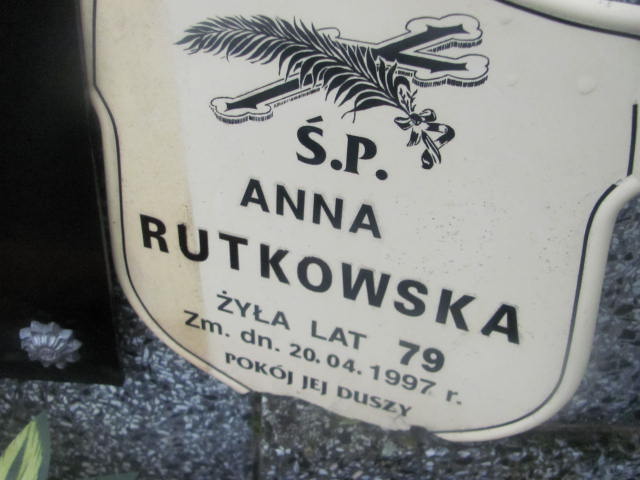 Ś.P.
ANNA
RUTKOWSKA
ŻYŁA LAT 79
Zm. dn. 20.04.1997 r.
POKÓJ JEJ DUSZY